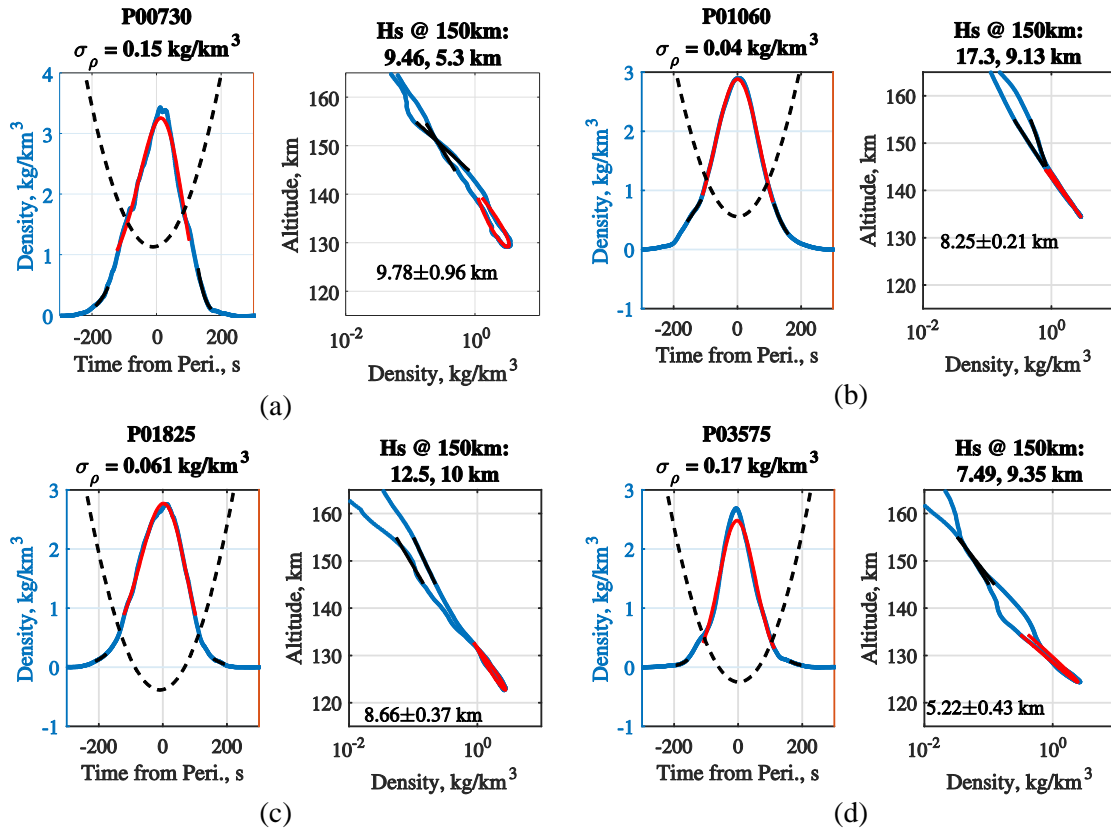 P00730
σρ = 0.15 kg/km³
Density, kg/km³
4
3
2
1
0
-200 0 200
Time from Peri., s
Hs @ 150km:
9.46, 5.3 km
Altitude, km
160
150
140
130
120
9.78±0.96 km
10⁻² 10⁰
Density, kg/km³
(a)
P01060
σρ = 0.04 kg/km³
Density, kg/km³
3
2
1
0
-1
-200 0 200
Time from Peri., s
Hs @ 150km:
17.3, 9.13 km
Altitude, km
160
150
140
130
120
8.25±0.21 km
10⁻² 10⁰
Density, kg/km³
(b)
P01825
σρ = 0.061 kg/km³
Density, kg/km³
3
2
1
0
-1
-200 0 200
Time from Peri., s
Hs @ 150km:
12.5, 10 km
Altitude, km
160
150
140
130
120
8.66±0.37 km
10⁻² 10⁰
Density, kg/km³
(c)
P03575
σρ = 0.17 kg/km³
Density, kg/km³
3
2
1
0
-1
-200 0 200
Time from Peri., s
Hs @ 150km:
7.49, 9.35 km
Altitude, km
160
150
140
130
120
5.22±0.43 km
10⁻² 10⁰
Density, kg/km³
(d)